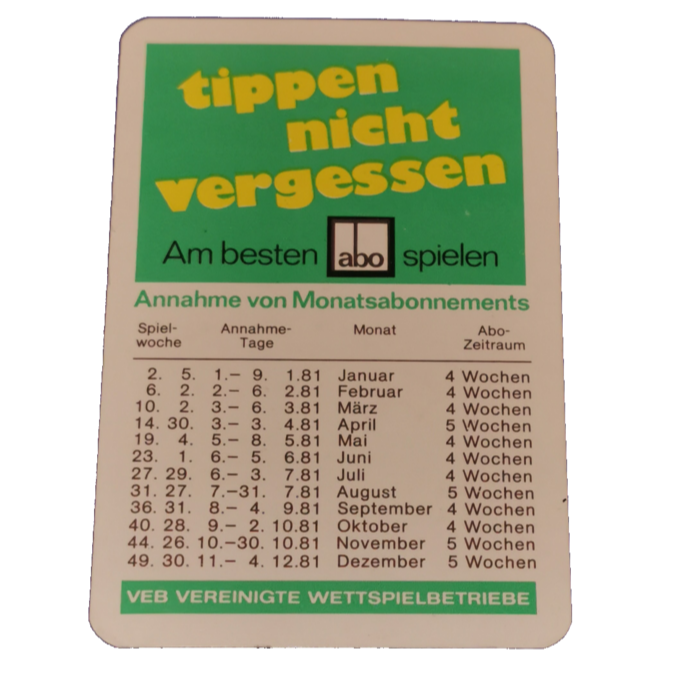 tippen
nicht
vergessen
Am besten abo spielen
Annahme von Monatsabonnements
Spiel- Annahme- Monat Abo-
woche Tage Zeitraum
2. 5. 1.– 9. 1.81 Januar 4 Wochen
6. 2. 2.– 6. 2.81 Februar 4 Wochen
10. 2. 3.– 6. 3.81 März 4 Wochen
14. 30. 3.– 3. 4.81 April 5 Wochen
19. 4. 5.– 8. 5.81 Mai 4 Wochen
23. 1. 6.– 5. 6.81 Juni 4 Wochen
27. 29. 6.– 3. 7.81 Juli 4 Wochen
31. 27. 7.–31. 7.81 August 5 Wochen
36. 31. 8.– 4. 9.81 September 4 Wochen
40. 28. 9.– 2. 10.81 Oktober 4 Wochen
44. 26. 10.–30. 10.81 November 5 Wochen
49. 30. 11.– 4. 12.81 Dezember 5 Wochen
VEB VEREINIGTE WETTSPIELBETRIEBE